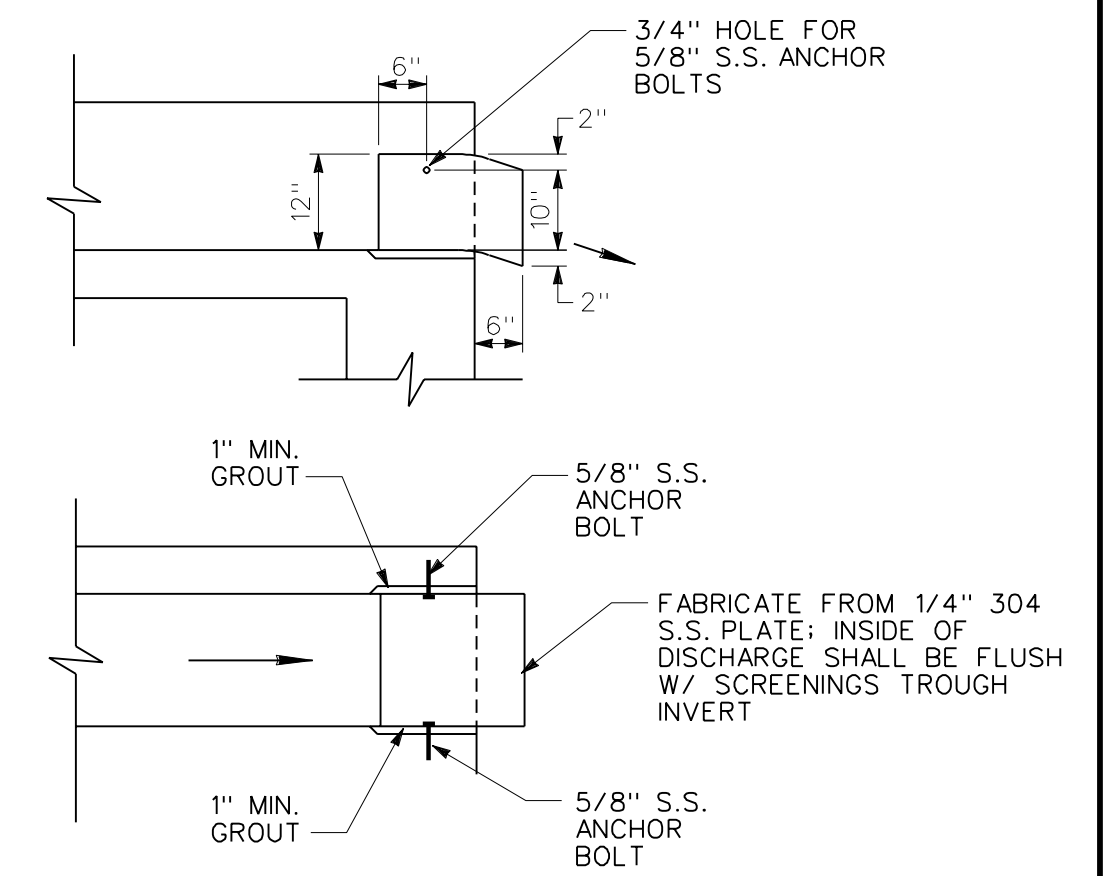 3/4" HOLE FOR
5/8" S.S. ANCHOR
BOLTS
6"
2"
12"
10"
2"
6"
1" MIN.
GROUT
5/8" S.S.
ANCHOR
BOLT
FABRICATE FROM 1/4" 304
S.S. PLATE; INSIDE OF
DISCHARGE SHALL BE FLUSH
W/ SCREENINGS TROUGH
INVERT
1" MIN.
GROUT
5/8" S.S.
ANCHOR
BOLT